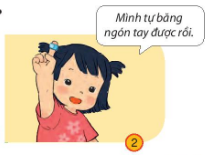 Mình tự băng
ngón tay được rồi.
2